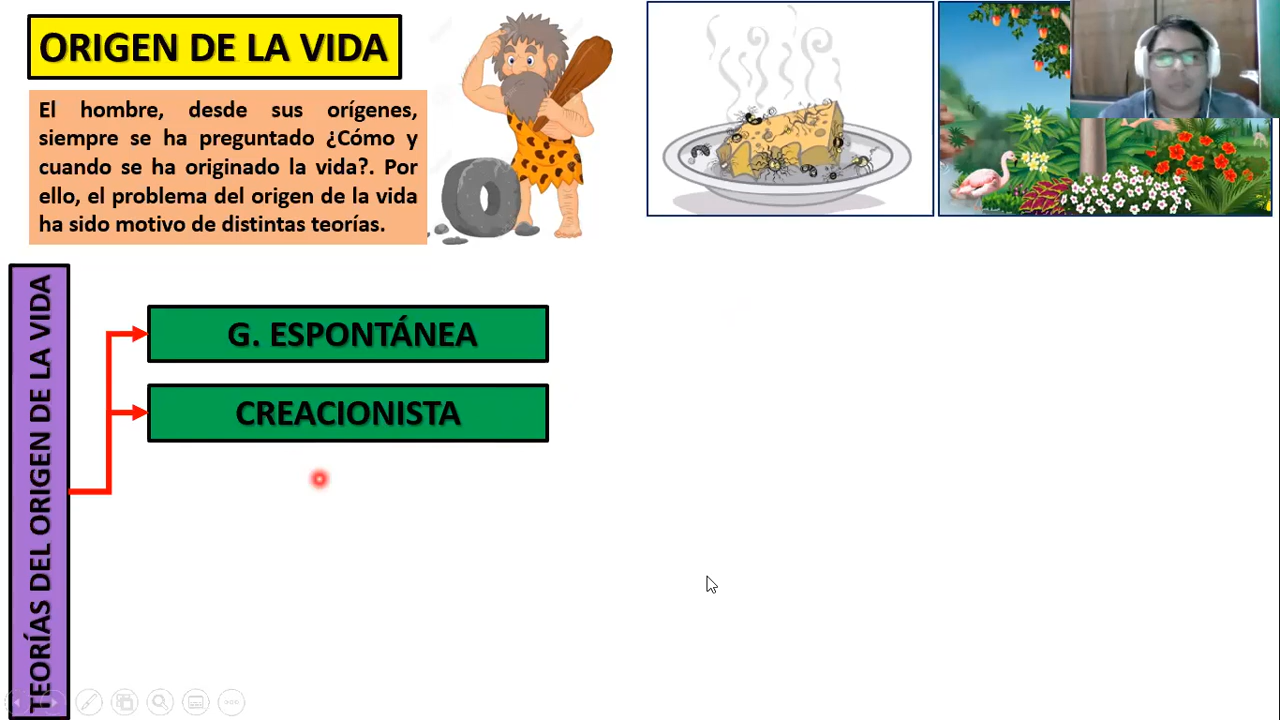 ORIGEN DE LA VIDA
El hombre, desde sus orígenes,
siempre se ha preguntado ¿Cómo y
cuando se ha originado la vida?. Por
ello, el problema del origen de la vida
ha sido motivo de distintas teorías.
TEORÍAS DEL ORIGEN DE LA VIDA
G. ESPONTÁNEA
CREACIONISTA